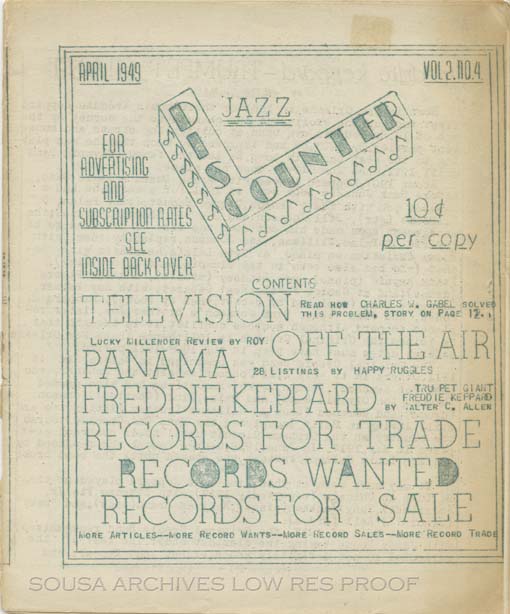 APRIL 1949
VOL 2. NO. 4.
JAZZ
DISCOUNTER
FOR
ADVERTISING
AND
SUBSCRIPTION RATES
SEE
INSIDE BACK COVER
10¢
per copy
CONTENTS
TELEVISION READ HOW CHARLES W. GABEL SOLVED
THIS PROBLEM, STORY ON PAGE 12..
LUCKY MILLENDER REVIEW BY ROY OFF THE AIR
PANAMA 28 LISTINGS BY HAPPY RUGGLES
FREDDIE KEPPARD TRU PET GIANT
FREDDIE KEPPARD
BY WALTER C. ALLEN
RECORDS FOR TRADE
RECORDS WANTED
RECORDS FOR SALE
MORE ARTICLES--MORE RECORD WANTS--MORE RECORD SALES--MORE RECORD TRADE
SOUSA ARCHIVES LOW RES PROOF